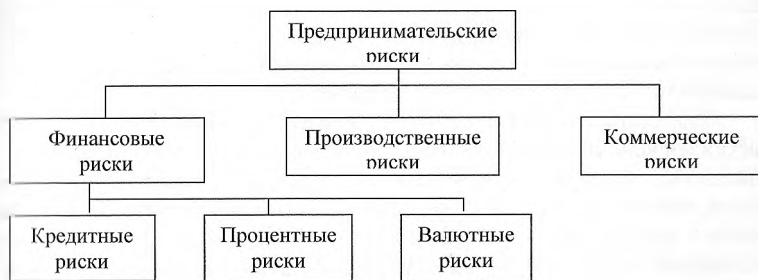 Предпринимательские
риски
Финансовые
риски
Производственные
риски
Коммерческие
риски
Кредитные
риски
Процентные
риски
Валютные
риски